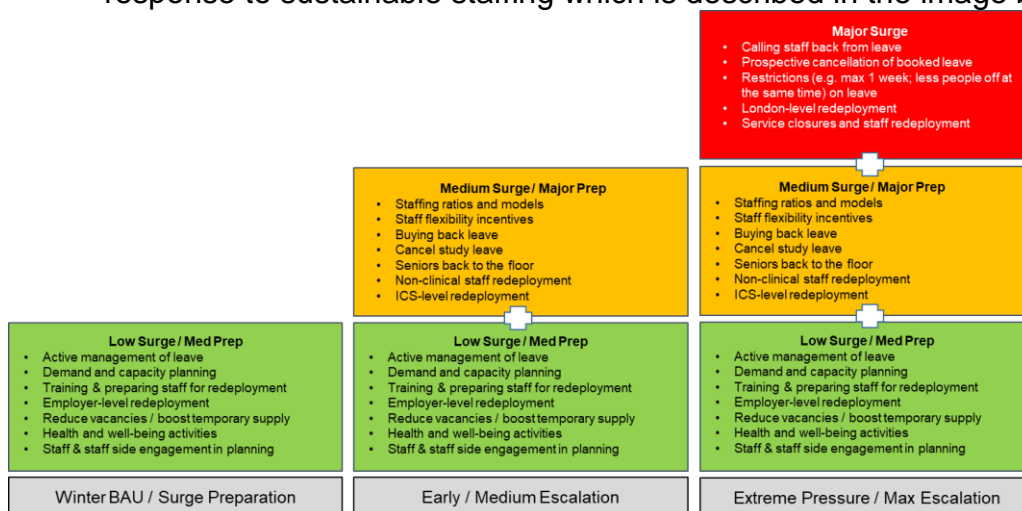 response to sustainable staffing which is described in the image
Major Surge
• Calling staff back from leave
• Prospective cancellation of booked leave
• Restrictions (e.g. max 1 week; less people off at
the same time) on leave
• London-level redeployment
• Service closures and staff redeployment
Medium Surge/ Major Prep
• Staffing ratios and models
• Staff flexibility incentives
• Buying back leave
• Cancel study leave
• Seniors back to the floor
• Non-clinical staff redeployment
• ICS-level redeployment
Medium Surge/ Major Prep
• Staffing ratios and models
• Staff flexibility incentives
• Buying back leave
• Cancel study leave
• Seniors back to the floor
• Non-clinical staff redeployment
• ICS-level redeployment
Low Surge/ Med Prep
• Active management of leave
• Demand and capacity planning
• Training & preparing staff for redeployment
• Employer-level redeployment
• Reduce vacancies / boost temporary supply
• Health and well-being activities
• Staff & staff side engagement in planning
Low Surge/ Med Prep
• Active management of leave
• Demand and capacity planning
• Training & preparing staff for redeployment
• Employer-level redeployment
• Reduce vacancies / boost temporary supply
• Health and well-being activities
• Staff & staff side engagement in planning
Low Surge/ Med Prep
• Active management of leave
• Demand and capacity planning
• Training & preparing staff for redeployment
• Employer-level redeployment
• Reduce vacancies / boost temporary supply
• Health and well-being activities
• Staff & staff side engagement in planning
Winter BAU / Surge Preparation
Early / Medium Escalation
Extreme Pressure / Max Escalation